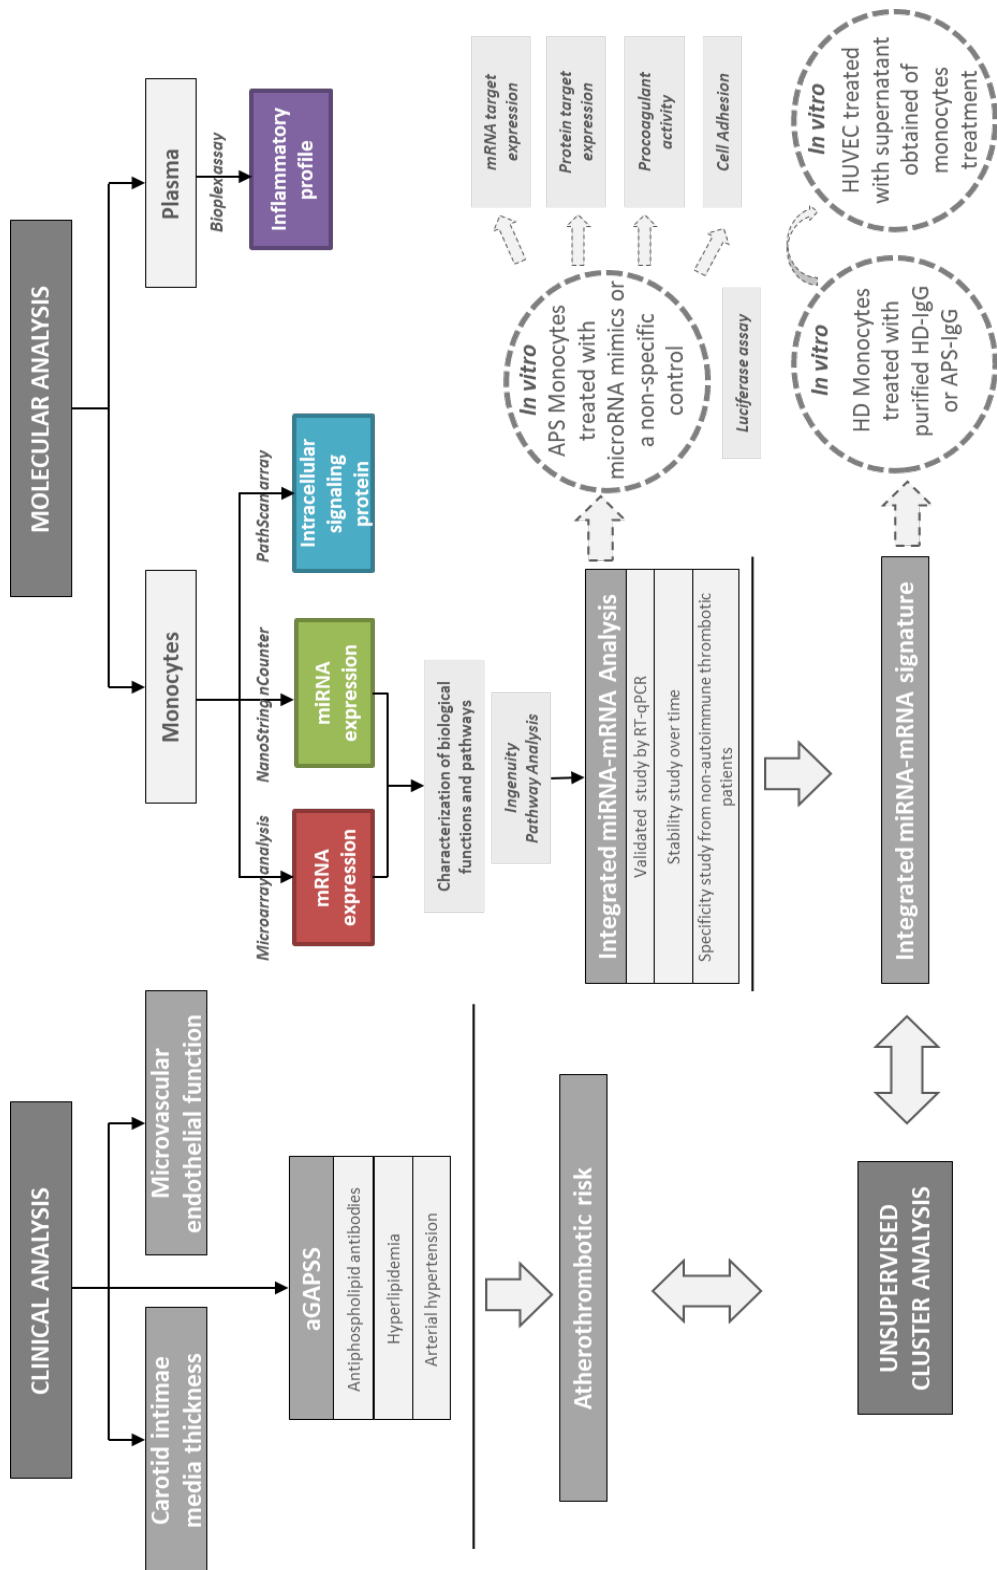 CLINICAL ANALYSIS
Carotid intimae
media thickness
Microvascular
endothelial function
aGAPSS
Antiphospholipid antibodies
Hyperlipidemia
Arterial hypertension
Atherothrombotic risk
UNSUPERVISED
CLUSTER ANALYSIS
MOLECULAR ANALYSIS
Monocytes
Plasma
Microarray analysis
NanoString nCounter
PathScan array
Bioplex assay
mRNA
expression
miRNA
expression
Intracellular
signaling
protein
Inflammatory
profile
Characterization of biological
functions and pathways
Ingenuity
Pathway Analysis
Integrated miRNA-mRNA Analysis
Validated study by RT-qPCR
Stability study over time
Specificity study from non-autoimmune thrombotic
patients
In vitro
APS Monocytes
treated with
microRNA mimics or
a non-specific
control
mRNA target
expression
Protein target
expression
Procoagulant
activity
Cell Adhesion
Luciferase assay
Integrated miRNA-mRNA signature
In vitro
HD Monocytes
treated with
purified HD-IgG
or APS-IgG
In vitro
HUVEC treated
with supernatant
obtained of
monocytes
treatment